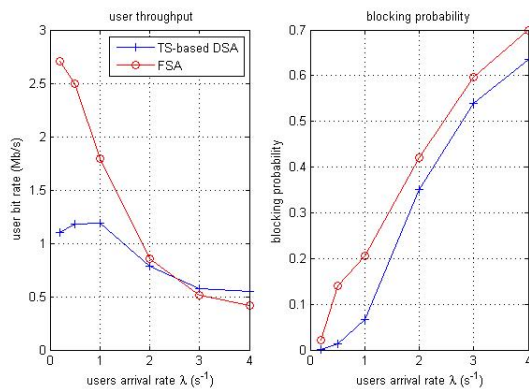 user throughput
3
2.5
2
1.5
1
0.5
0
0 1 2 3 4
user bit rate (Mb/s)
users arrival rate λ (s⁻¹)
TS-based DSA
FSA
blocking probability
0.7
0.6
0.5
0.4
0.3
0.2
0.1
0
0 1 2 3 4
blocking probability
users arrival rate λ (s⁻¹)